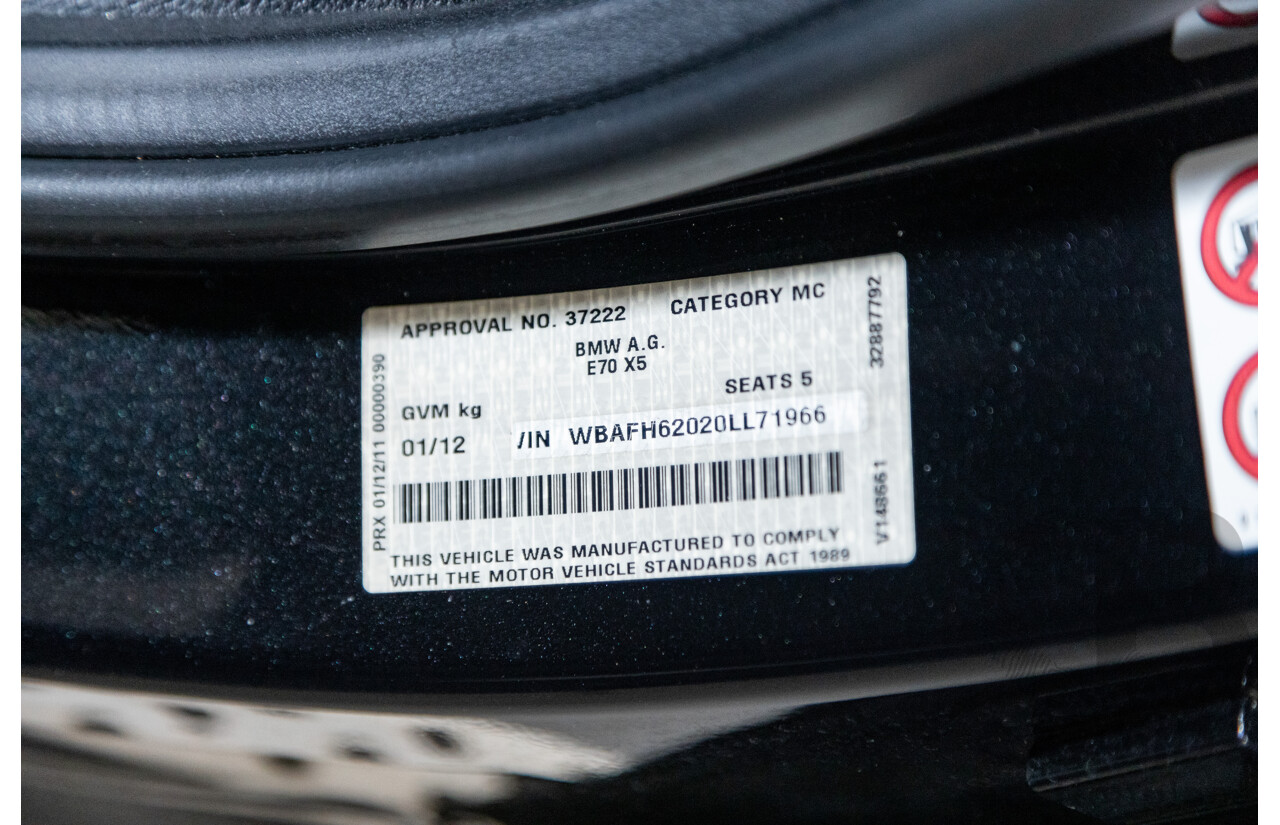 APPROVAL NO. 37222 CATEGORY MC
BMW A.G.
E70 X5
SEATS 5
GVM kg
01/12 /IN WBAFH62020LL71966
THIS VEHICLE WAS MANUFACTURED TO COMPLY
WITH THE MOTOR VEHICLE STANDARDS ACT 1989
PRX 01/12/11 00000390
32887792
V148661